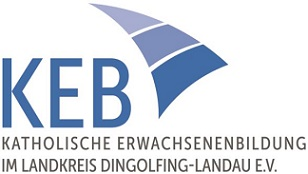 KEB
KATHOLISCHE ERWACHSENENBILDUNG
IM LANDKREIS DINGOLFING-LANDAU E.V.